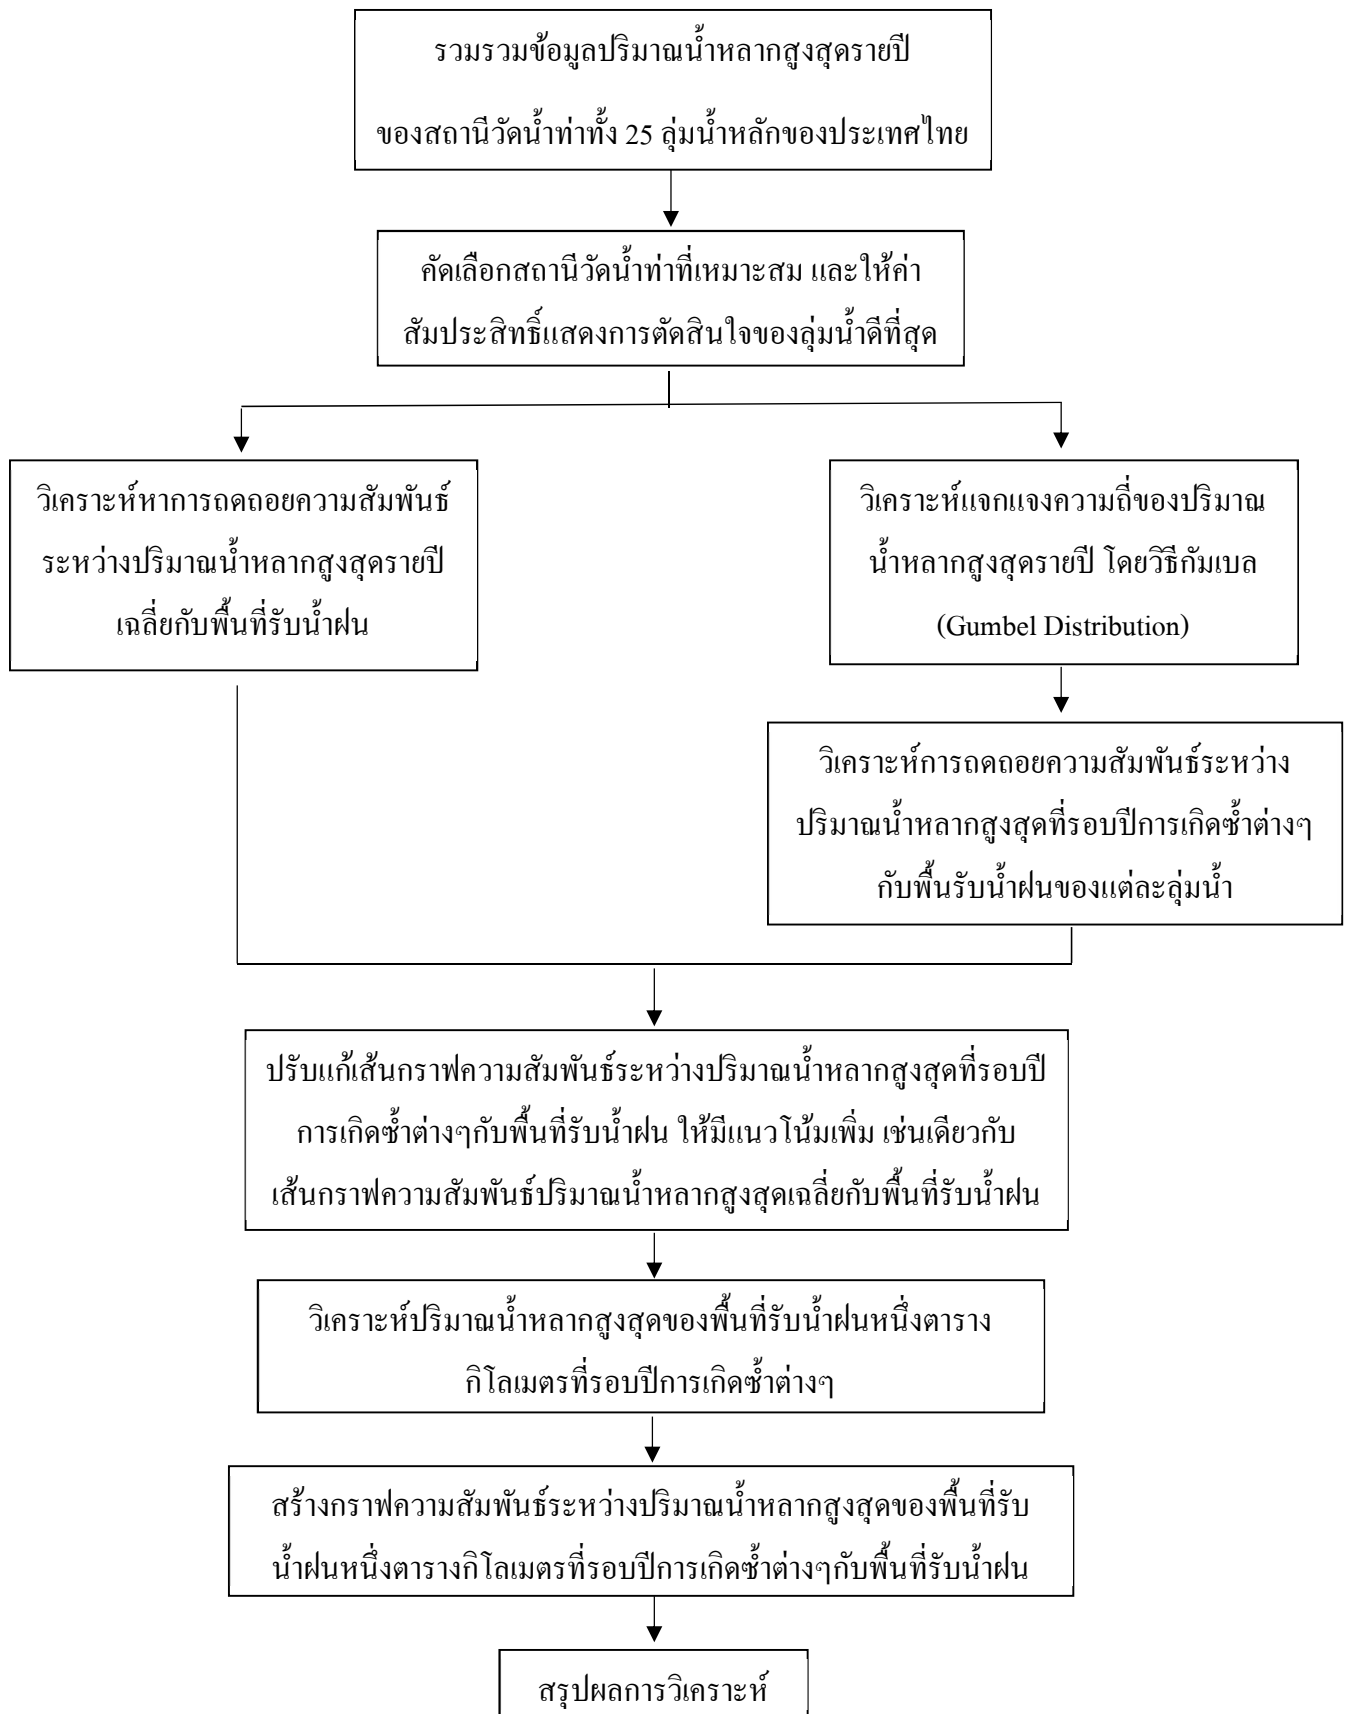 รวมรวมข้อมูลปริมาณน้ำหลากสูงสุดรายปี
ของสถานีวัดน้ำท่าทั้ง 25 ลุ่มน้ำหลักของประเทศไทย
คัดเลือกสถานีวัดน้ำท่าที่เหมาะสม และให้ค่า
สัมประสิทธิ์แสดงการตัดสินใจของลุ่มน้ำดีที่สุด
วิเคราะห์หาการถดถอยความสัมพันธ์
ระหว่างปริมาณน้ำหลากสูงสุดรายปี
เฉลี่ยกับพื้นที่รับน้ำฝน
วิเคราะห์แจกแจงความถี่ของปริมาณ
น้ำหลากสูงสุดรายปี โดยวิธีกัมเบล
(Gumbel Distribution)
วิเคราะห์การถดถอยความสัมพันธ์ระหว่าง
ปริมาณน้ำหลากสูงสุดที่รอบปีการเกิดซ้ำต่างๆ
กับพื้นรับน้ำฝนของแต่ละลุ่มน้ำ
ปรับแก้เส้นกราฟความสัมพันธ์ระหว่างปริมาณน้ำหลากสูงสุดที่รอบปี
การเกิดซ้ำต่างๆกับพื้นที่รับน้ำฝน ให้มีแนวโน้มเพิ่ม เช่นเดียวกับ
เส้นกราฟความสัมพันธ์ปริมาณน้ำหลากสูงสุดเฉลี่ยกับพื้นที่รับน้ำฝน
วิเคราะห์ปริมาณน้ำหลากสูงสุดของพื้นที่รับน้ำฝนหนึ่งตาราง
กิโลเมตรที่รอบปีการเกิดซ้ำต่างๆ
สร้างกราฟความสัมพันธ์ระหว่างปริมาณน้ำหลากสูงสุดของพื้นที่รับ
น้ำฝนหนึ่งตารางกิโลเมตรที่รอบปีการเกิดซ้ำต่างๆกับพื้นที่รับน้ำฝน
สรุปผลการวิเคราะห์